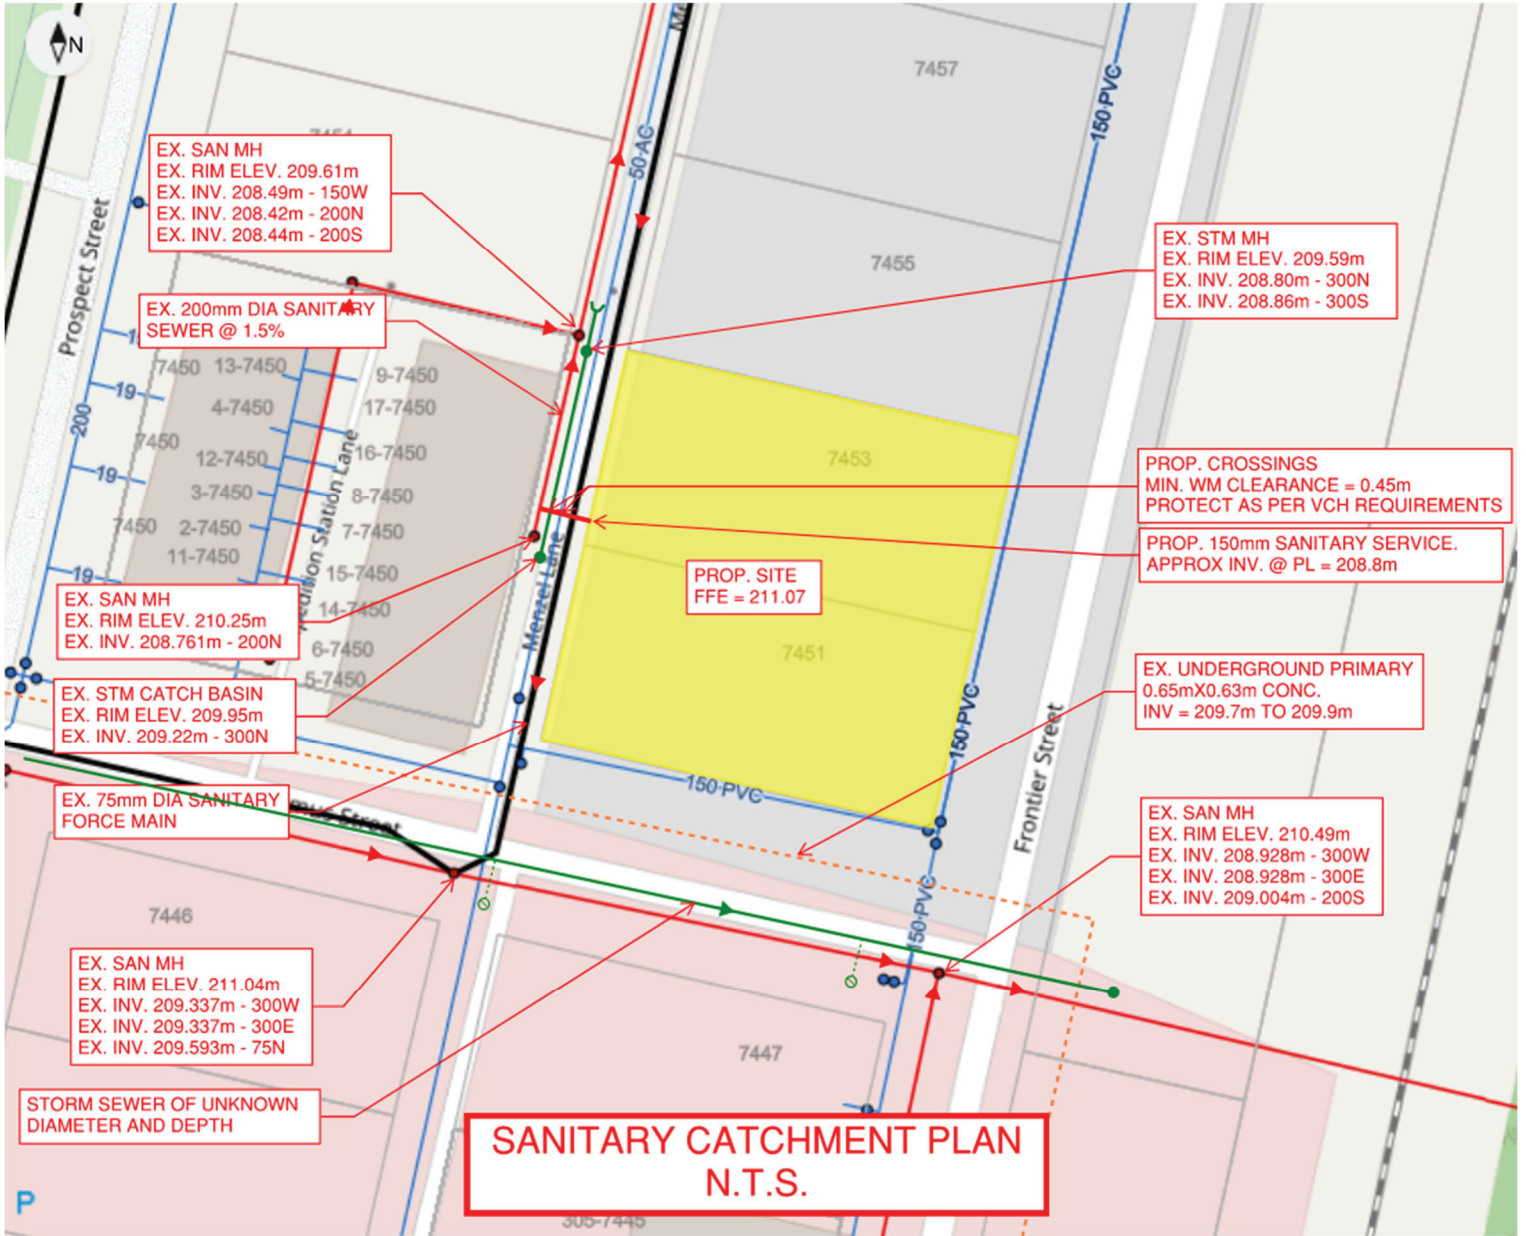 N
7457
150 PVC
50 AC
EX. SAN MH
EX. RIM ELEV. 209.61m
EX. INV. 208.49m - 150W
EX. INV. 208.42m - 200N
EX. INV. 208.44m - 200S
Prospect Street
7455
EX. STM MH
EX. RIM ELEV. 209.59m
EX. INV. 208.80m - 300N
EX. INV. 208.86m - 300S
EX. 200mm DIA SANITARY
SEWER @ 1.5%
7450
13-7450
9-7450
19
4-7450
17-7450
200
7450
12-7450
16-7450
7453
19
3-7450
8-7450
7450
2-7450
7-7450
11-7450
15-7450
19
14-7450
6-7450
5-7450
Station Lane
Menzel Lane
PROP. CROSSINGS
MIN. WM CLEARANCE = 0.45m
PROTECT AS PER VCH REQUIREMENTS
PROP. 150mm SANITARY SERVICE.
APPROX INV. @ PL = 208.8m
PROP. SITE
FFE = 211.07
7451
EX. SAN MH
EX. RIM ELEV. 210.25m
EX. INV. 208.761m - 200N
EX. STM CATCH BASIN
EX. RIM ELEV. 209.95m
EX. INV. 209.22m - 300N
EX. UNDERGROUND PRIMARY
0.65mX0.63m CONC.
INV = 209.7m TO 209.9m
150 PVC
150 PVC
Frontier Street
EX. 75mm DIA SANITARY
FORCE MAIN
Street
EX. SAN MH
EX. RIM ELEV. 210.49m
EX. INV. 208.928m - 300W
EX. INV. 208.928m - 300E
EX. INV. 209.004m - 200S
150 PVC
7446
EX. SAN MH
EX. RIM ELEV. 211.04m
EX. INV. 209.337m - 300W
EX. INV. 209.337m - 300E
EX. INV. 209.593m - 75N
7447
STORM SEWER OF UNKNOWN
DIAMETER AND DEPTH
SANITARY CATCHMENT PLAN
N.T.S.
P
305-7445